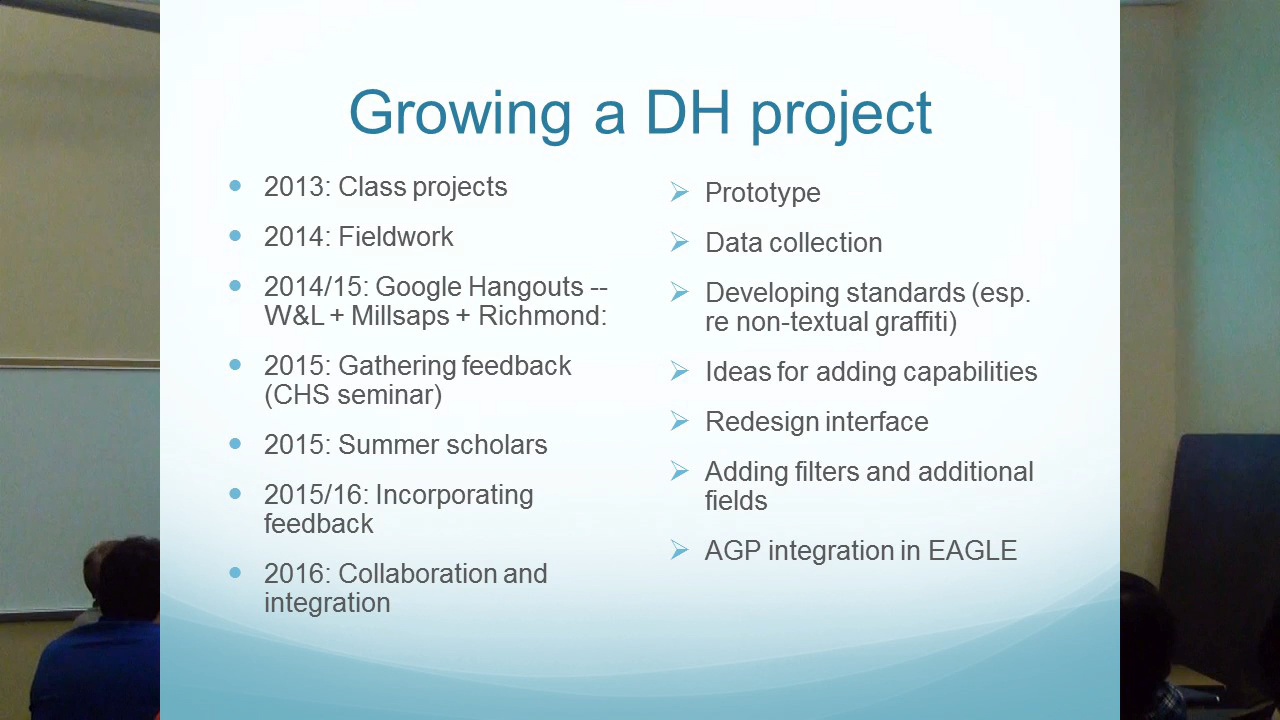 Growing a DH project
2013: Class projects
2014: Fieldwork
2014/15: Google Hangouts --
W&L + Millsaps + Richmond:
2015: Gathering feedback
(CHS seminar)
2015: Summer scholars
2015/16: Incorporating
feedback
2016: Collaboration and
integration
Prototype
Data collection
Developing standards (esp.
re non-textual graffiti)
Ideas for adding capabilities
Redesign interface
Adding filters and additional
fields
AGP integration in EAGLE